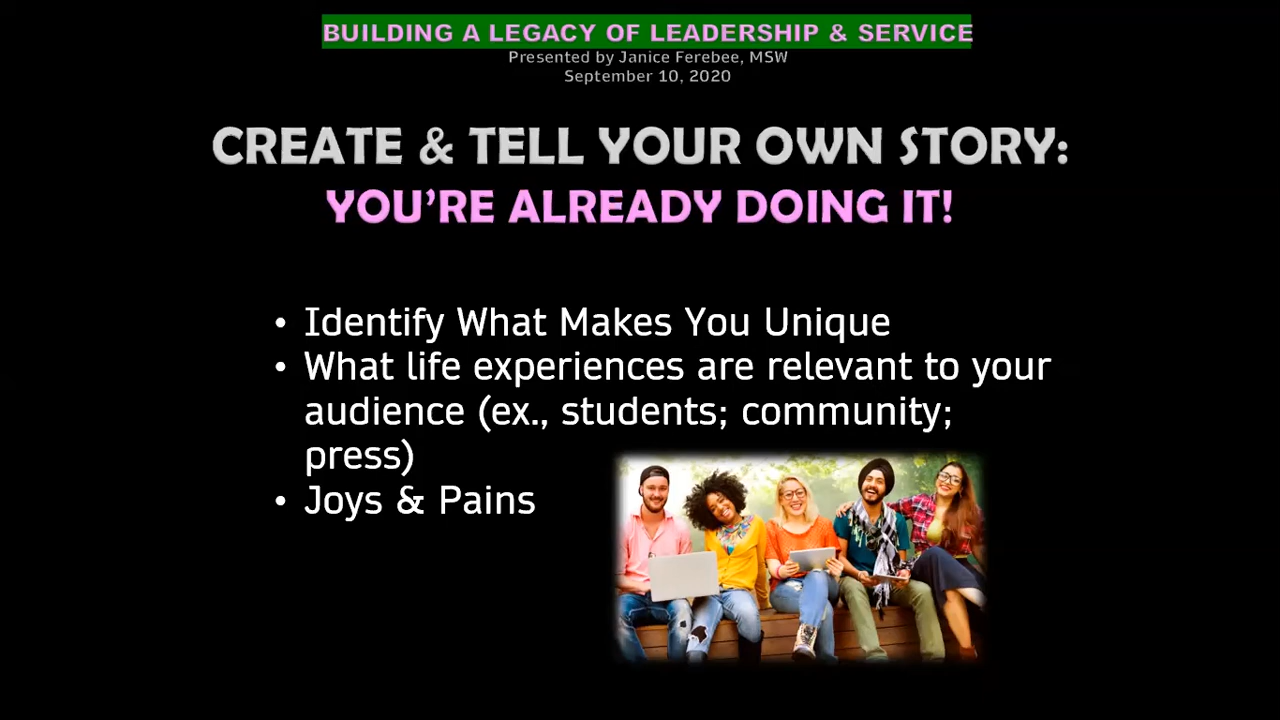 BUILDING A LEGACY OF LEADERSHIP & SERVICE
Presented by Janice Ferebee, MSW
September 10, 2020
CREATE & TELL YOUR OWN STORY:
YOU'RE ALREADY DOING IT!
• Identify What Makes You Unique
• What life experiences are relevant to your
audience (ex., students; community;
press)
• Joys & Pains